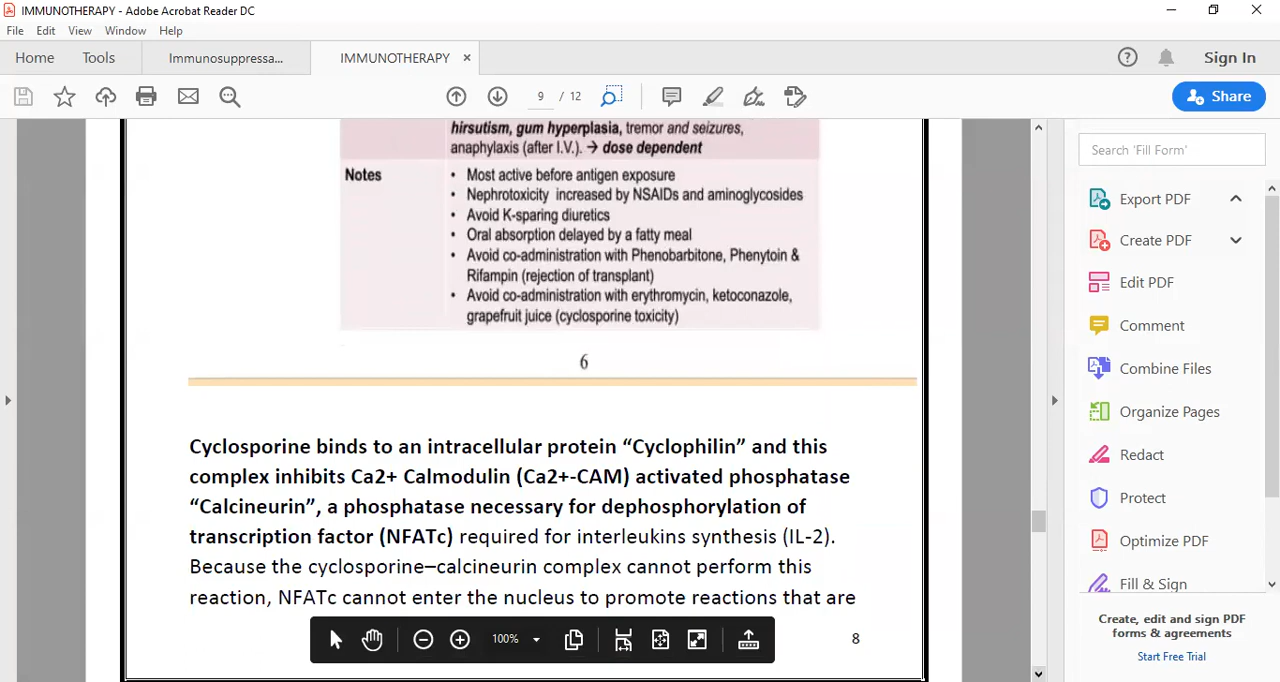 IMMUNOTHERAPY - Adobe Acrobat Reader DC
File Edit View Window Help
Home Tools Immunosuppressa... IMMUNOTHERAPY × Sign In
9 / 12 Share
hirsutism, gum hyperplasia, tremor and seizures,
anaphylaxis (after I.V.). → dose dependent
Notes
• Most active before antigen exposure
• Nephrotoxicity increased by NSAIDs and aminoglycosides
• Avoid K-sparing diuretics
• Oral absorption delayed by a fatty meal
• Avoid co-administration with Phenobarbitone, Phenytoin &
Rifampin (rejection of transplant)
• Avoid co-administration with erythromycin, ketoconazole,
grapefruit juice (cyclosporine toxicity)
6
Cyclosporine binds to an intracellular protein “Cyclophilin” and this
complex inhibits Ca2+ Calmodulin (Ca2+-CAM) activated phosphatase
“Calcineurin”, a phosphatase necessary for dephosphorylation of
transcription factor (NFATc) required for interleukins synthesis (IL-2).
Because the cyclosporine–calcineurin complex cannot perform this
reaction, NFATc cannot enter the nucleus to promote reactions that are
100%
8
Search 'Fill Form'
Export PDF
Create PDF
Edit PDF
Comment
Combine Files
Organize Pages
Redact
Protect
Optimize PDF
Fill & Sign
Create, edit and sign PDF
forms & agreements
Start Free Trial